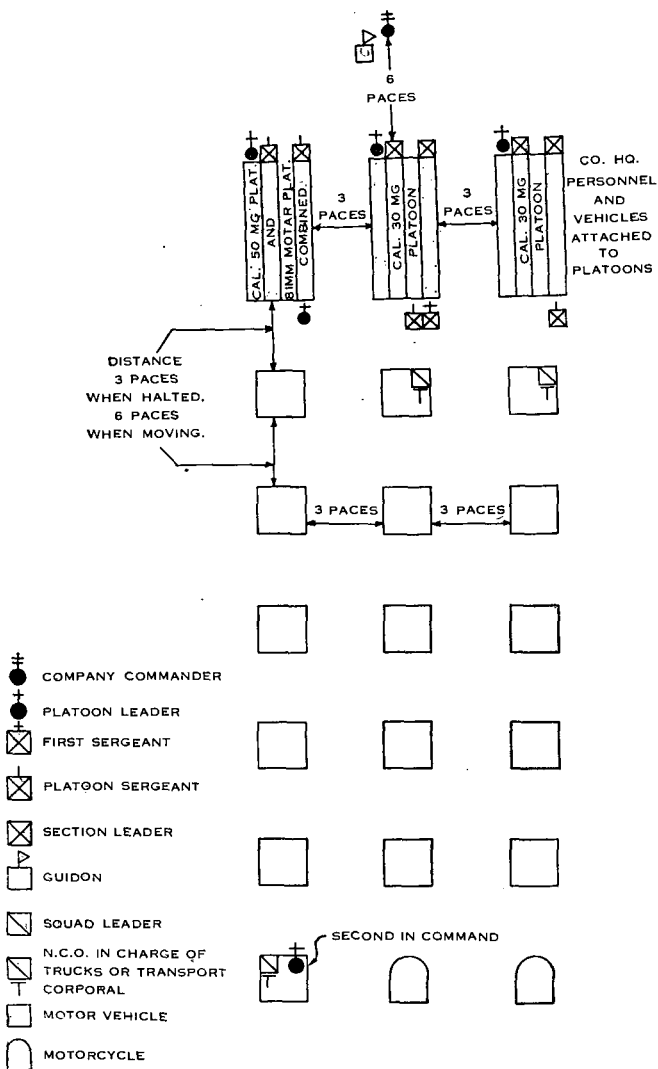 6
PACES
CAL. 50 MG PLAT.
AND
81MM MOTAR PLAT.
COMBINED.
3
PACES
CAL. 30 MG
PLATOON
3
PACES
CAL. 30 MG
PLATOON
CO. HQ.
PERSONNEL
AND
VEHICLES
ATTACHED
TO
PLATOONS
DISTANCE
3 PACES
WHEN HALTED.
6 PACES
WHEN MOVING.
3 PACES
3 PACES
COMPANY COMMANDER
PLATOON LEADER
FIRST SERGEANT
PLATOON SERGEANT
SECTION LEADER
GUIDON
SQUAD LEADER
N.C.O. IN CHARGE OF
TRUCKS OR TRANSPORT
CORPORAL
MOTOR VEHICLE
MOTORCYCLE
SECOND IN COMMAND